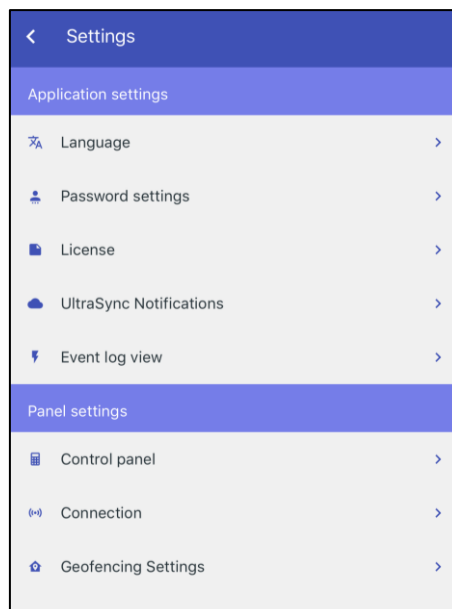 Settings
Application settings
Language
Password settings
License
UltraSync Notifications
Event log view
Panel settings
Control panel
Connection
Geofencing Settings